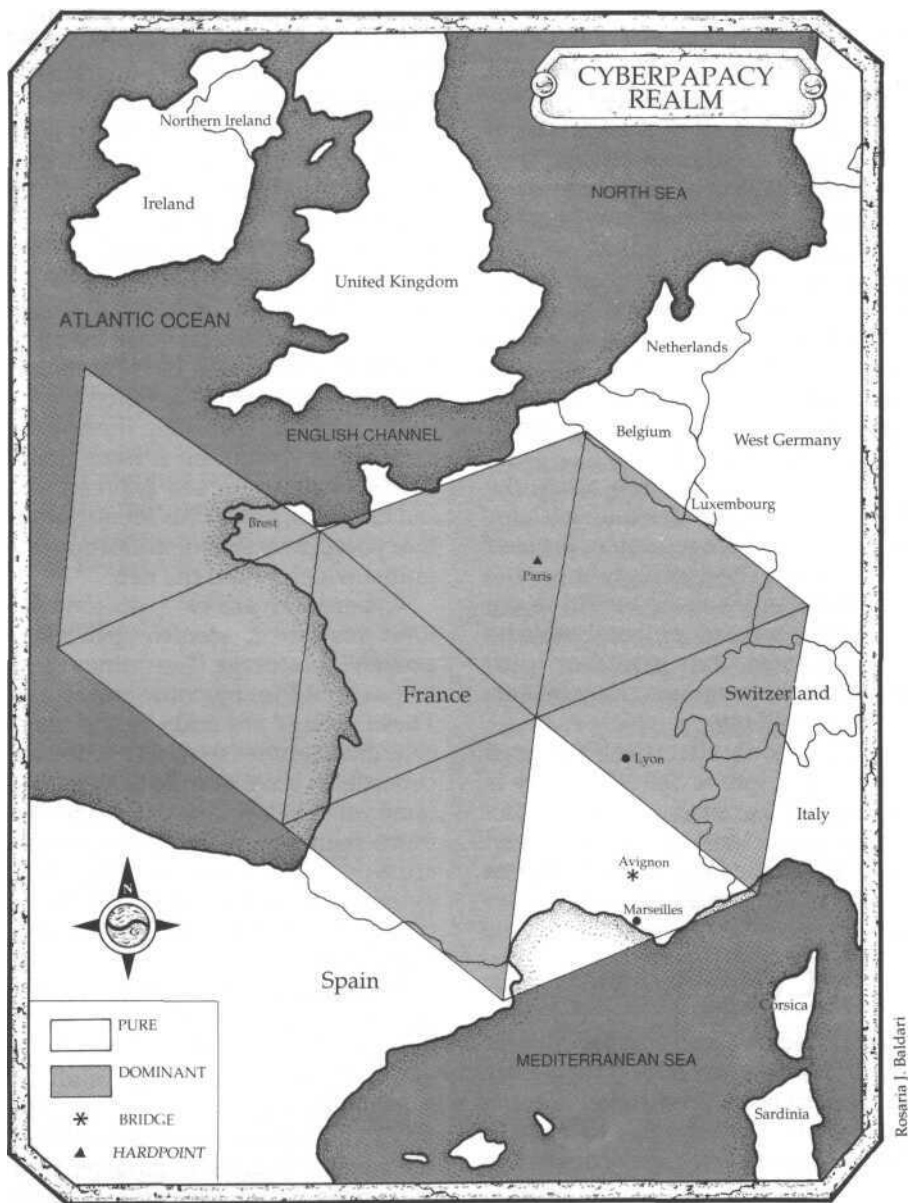 CYBERPAPACY
REALM
Northern Ireland
NORTH SEA
Ireland
United Kingdom
ATLANTIC OCEAN
Netherlands
ENGLISH CHANNEL
Belgium
West Germany
Luxembourg
Brest
Paris
France
Switzerland
Lyon
Italy
Avignon
Marseilles
N
Spain
Corsica
PURE
DOMINANT
MEDITERRANEAN SEA
BRIDGE
Sardinia
HARDPOINT
Rosaria J. Baldari